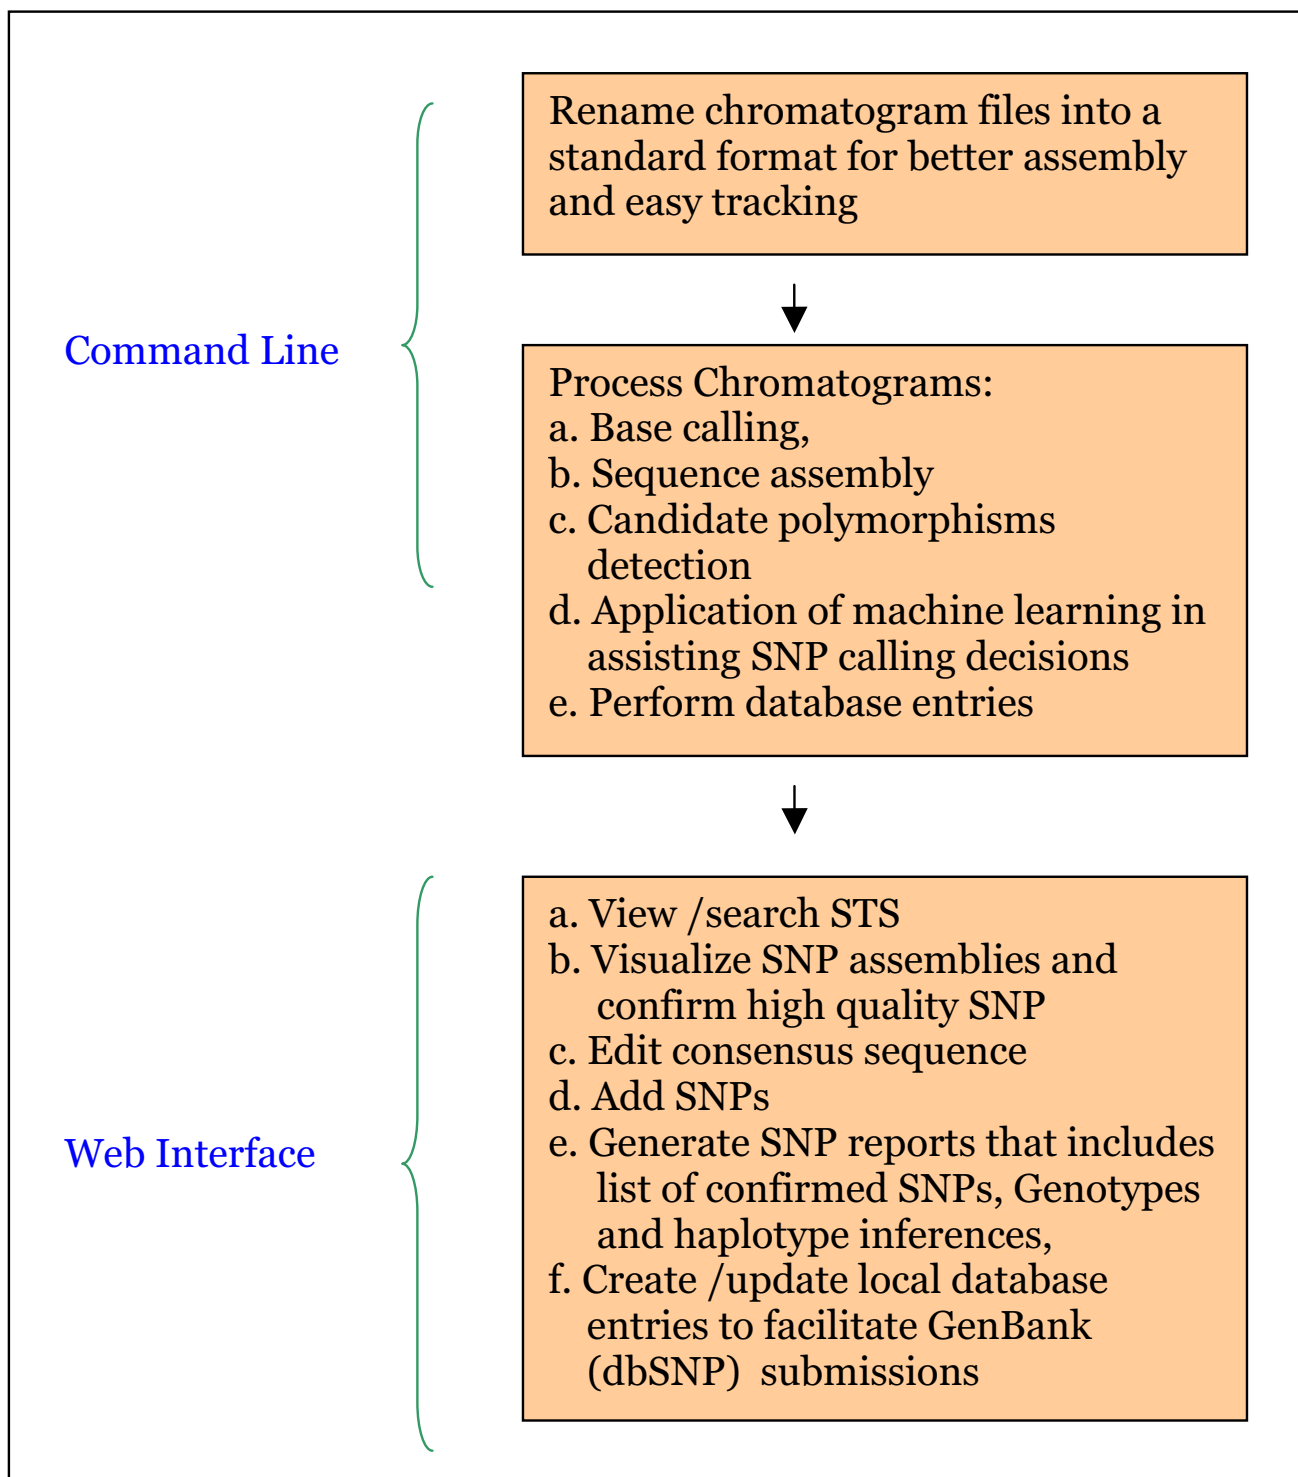 Rename chromatogram files into a
standard format for better assembly
and easy tracking
Command Line
Process Chromatograms:
a. Base calling,
b. Sequence assembly
c. Candidate polymorphisms
detection
d. Application of machine learning in
assisting SNP calling decisions
e. Perform database entries
a. View /search STS
b. Visualize SNP assemblies and
confirm high quality SNP
c. Edit consensus sequence
d. Add SNPs
Web Interface
e. Generate SNP reports that includes
list of confirmed SNPs, Genotypes
and haplotype inferences,
f. Create /update local database
entries to facilitate GenBank
(dbSNP)  submissions